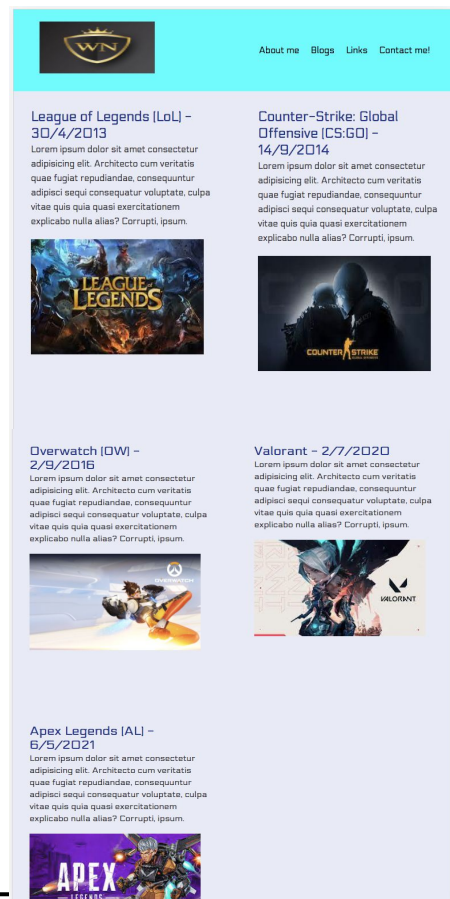 WN
About me Blogs Links Contact me!
League of Legends (LoL) -
30/4/2013
Lorem ipsum dolor sit amet consectetur
adipisicing elit. Architecto cum veritatis
quae fugiat repudiandae, consequuntur
adipisci sequi consequatur voluptate, culpa
vitae quis quia quasi exercitationem
explicabo nulla alias? Corrupti, ipsum.
LEAGUE OF
LEGENDS
Counter-Strike: Global
Offensive (CS:GO) -
14/9/2014
Lorem ipsum dolor sit amet consectetur
adipisicing elit. Architecto cum veritatis
quae fugiat repudiandae, consequuntur
adipisci sequi consequatur voluptate, culpa
vitae quis quia quasi exercitationem
explicabo nulla alias? Corrupti, ipsum.
COUNTER STRIKE
GLOBAL OFFENSIVE
Overwatch (OW) -
2/9/2016
Lorem ipsum dolor sit amet consectetur
adipisicing elit. Architecto cum veritatis
quae fugiat repudiandae, consequuntur
adipisci sequi consequatur voluptate, culpa
vitae quis quia quasi exercitationem
explicabo nulla alias? Corrupti, ipsum.
OVERWATCH
Valorant - 2/7/2020
Lorem ipsum dolor sit amet consectetur
adipisicing elit. Architecto cum veritatis
quae fugiat repudiandae, consequuntur
adipisci sequi consequatur voluptate, culpa
vitae quis quia quasi exercitationem
explicabo nulla alias? Corrupti, ipsum.
VALORANT
Apex Legends (AL) -
6/5/2021
Lorem ipsum dolor sit amet consectetur
adipisicing elit. Architecto cum veritatis
quae fugiat repudiandae, consequuntur
adipisci sequi consequatur voluptate, culpa
vitae quis quia quasi exercitationem
explicabo nulla alias? Corrupti, ipsum.
APEX
LEGENDS